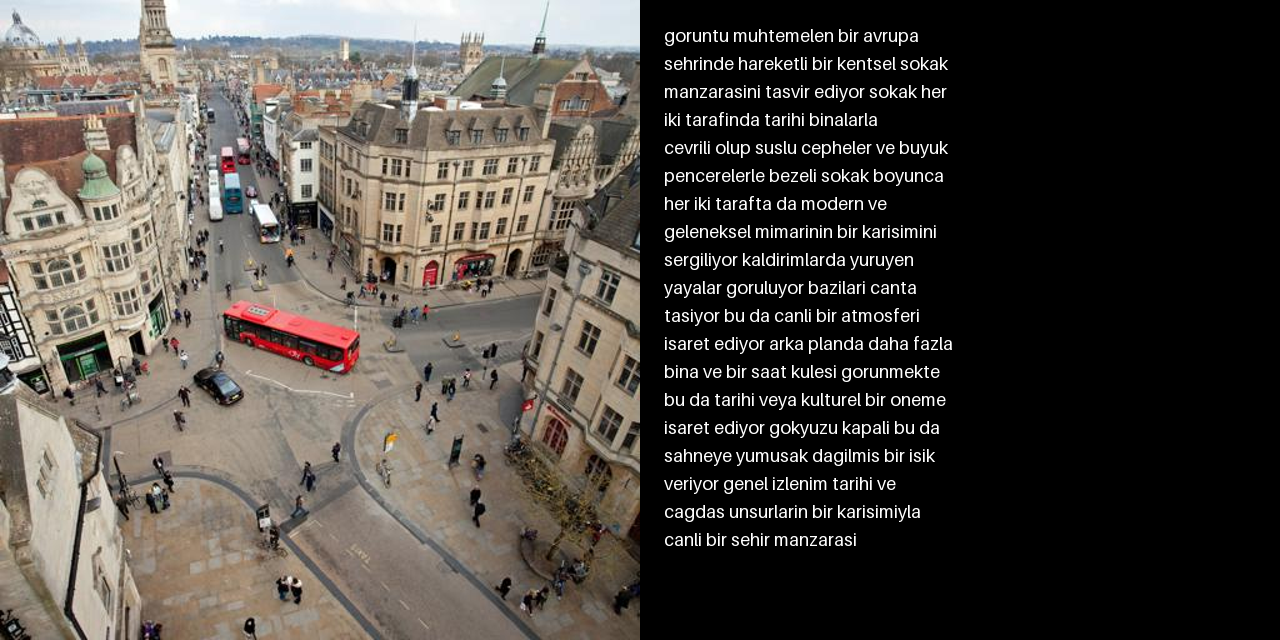 goruntu muhtemelen bir avrupa
sehrinde hareketli bir kentsel sokak
manzarasini tasvir ediyor sokak her
iki tarafinda tarihi binalarla
cevrili olup suslu cepheler ve buyuk
pencerelerle bezeli sokak boyunca
her iki tarafta da modern ve
geleneksel mimarinin bir karisimini
sergiliyor kaldirimlarda yuruyen
yayalar goruluyor bazilari canta
tasiyor bu da canli bir atmosferi
isaret ediyor arka planda daha fazla
bina ve bir saat kulesi gorunmekte
bu da tarihi veya kulturel bir oneme
isaret ediyor gokyuzu kapali bu da
sahneye yumusak dagilmis bir isik
veriyor genel izlenim tarihi ve
cagdas unsurlarin bir karisimiyla
canli bir sehir manzarasi